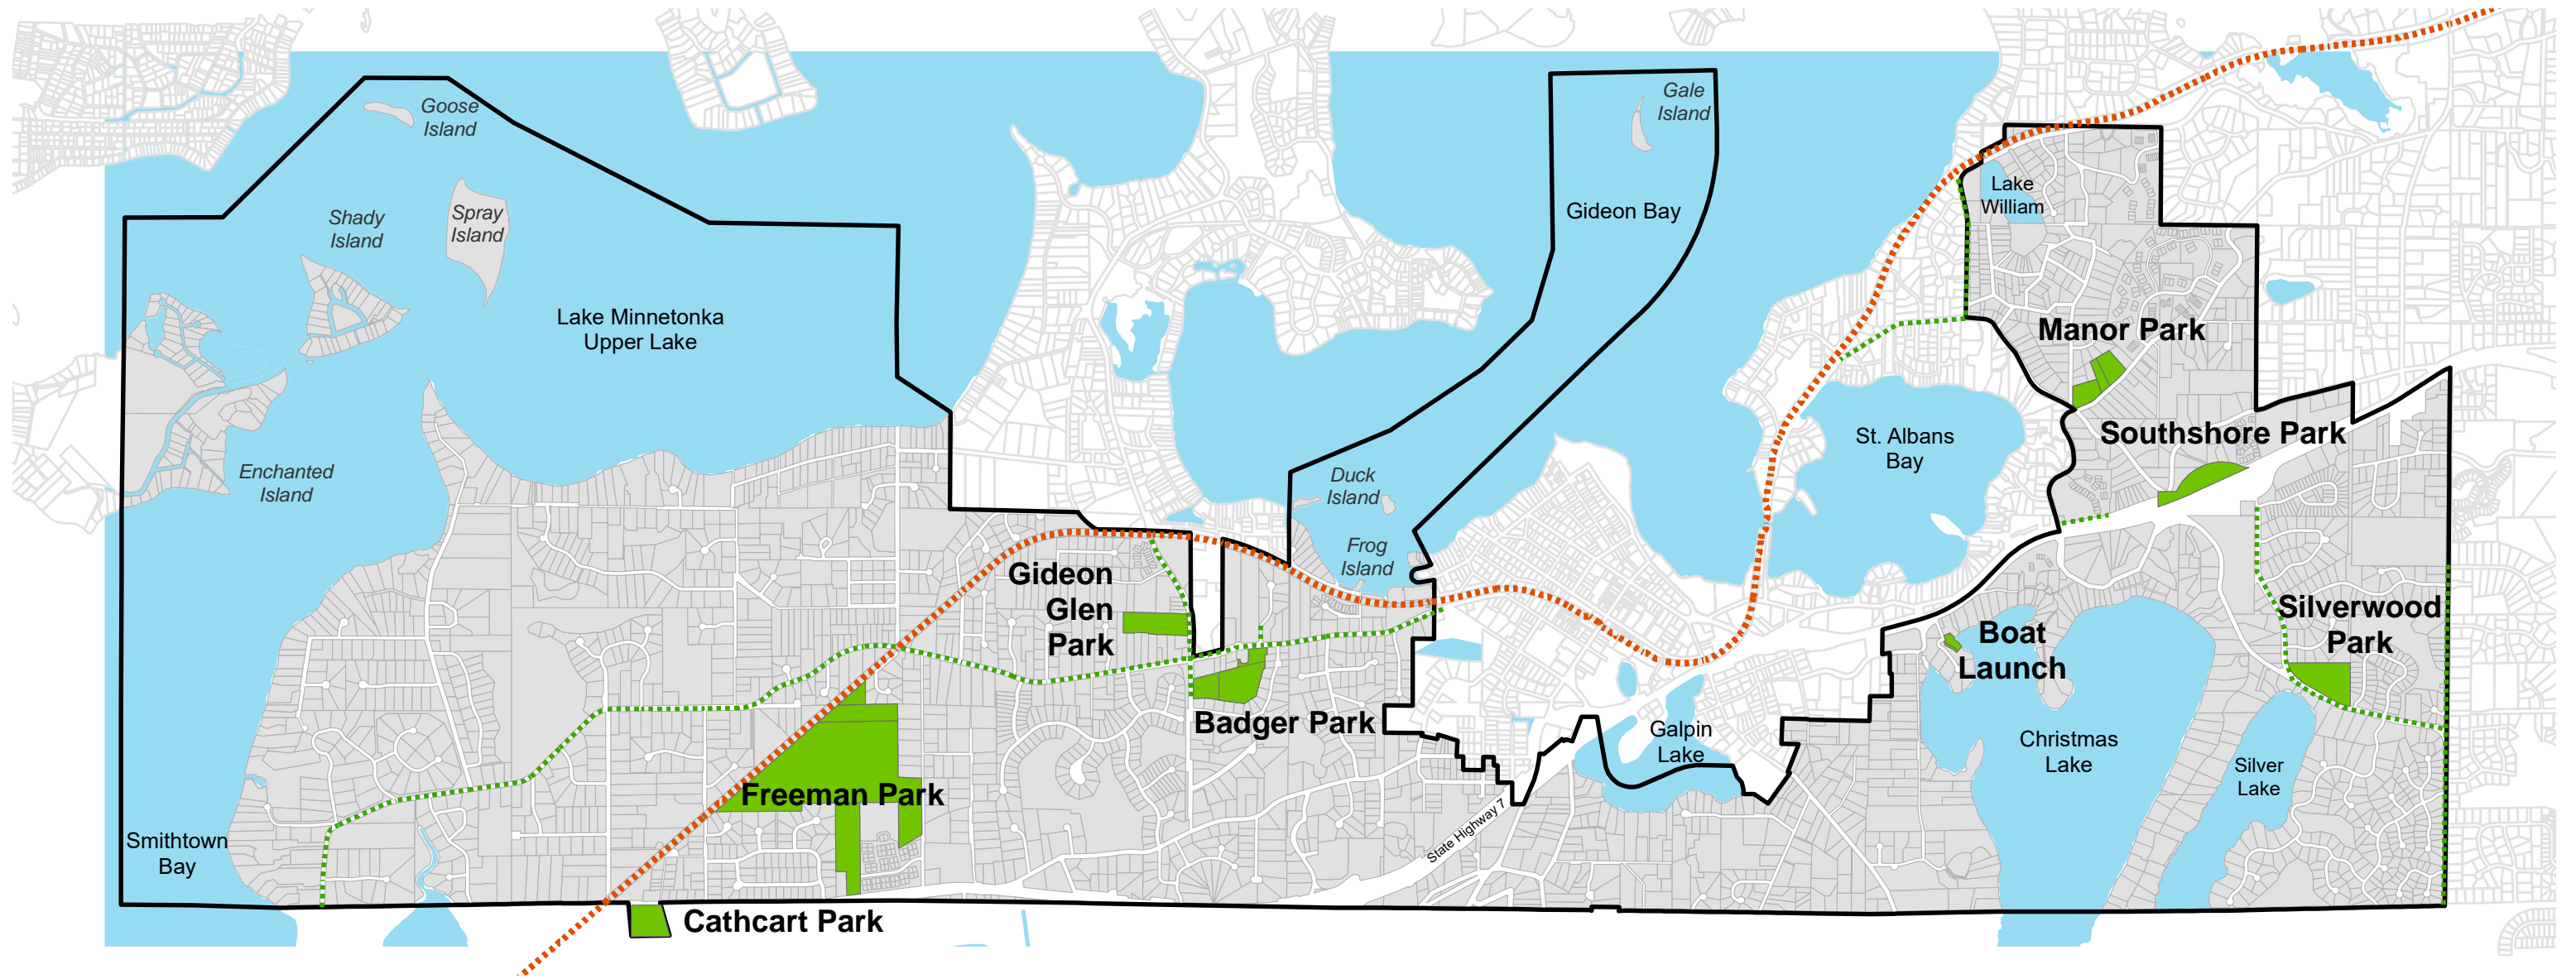 Goose
Island
Gale
Island
Shady
Island
Spray
Island
Gideon Bay
Lake
William
Lake Minnetonka
Upper Lake
Manor Park
Southshore Park
St. Albans
Bay
Enchanted
Island
Duck
Island
Frog
Island
Gideon
Glen
Park
Silverwood
Park
Boat
Launch
Badger Park
Galpin
Lake
Christmas
Lake
Silver
Lake
Freeman Park
State Highway 7
Smithtown
Bay
Cathcart Park